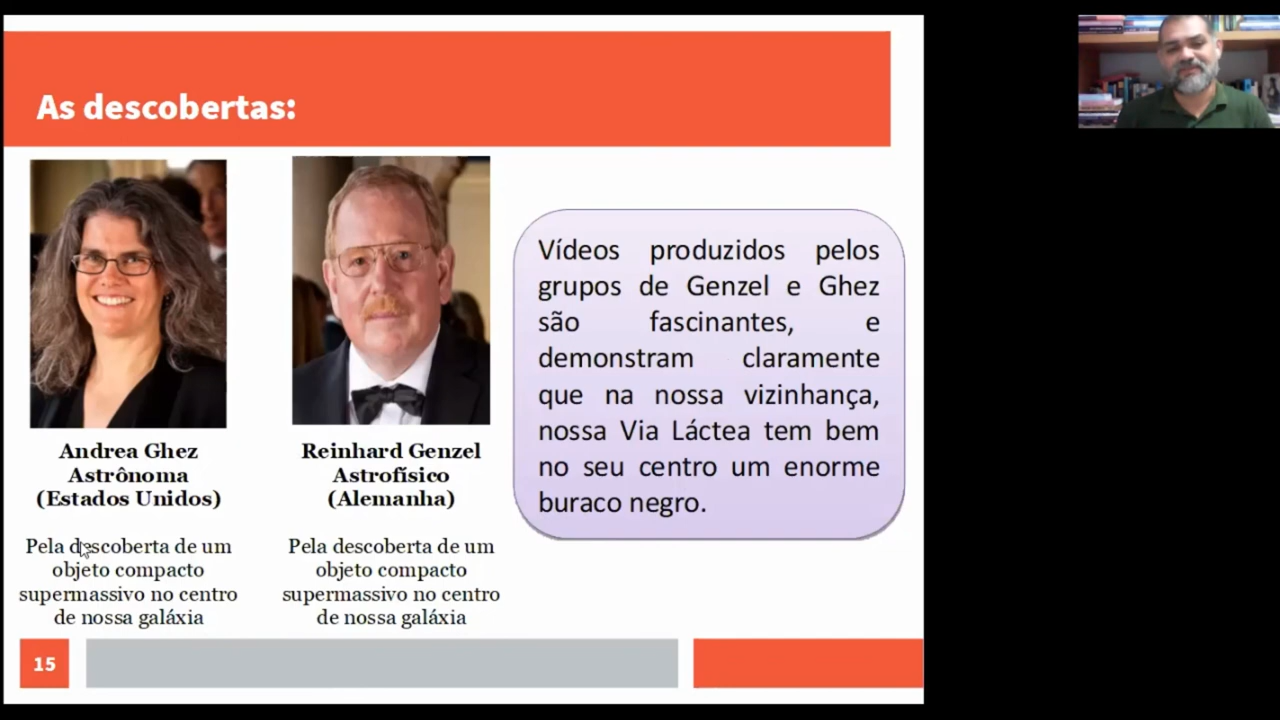 As descobertas:
Andrea Ghez
Astrônoma
(Estados Unidos)
Pela descoberta de um
objeto compacto
supermassivo no centro
de nossa galáxia
Reinhard Genzel
Astrofísico
(Alemanha)
Pela descoberta de um
objeto compacto
supermassivo no centro
de nossa galáxia
Vídeos produzidos pelos
grupos de Genzel e Ghez
são fascinantes, e
demonstram claramente
que na nossa vizinhança,
nossa Via Láctea tem bem
no seu centro um enorme
buraco negro.
15